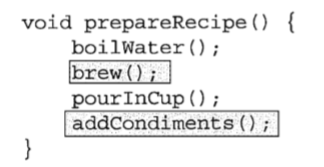 void prepareRecipe() {
boilWater();
brew();
pourInCup();
addCondiments();
}